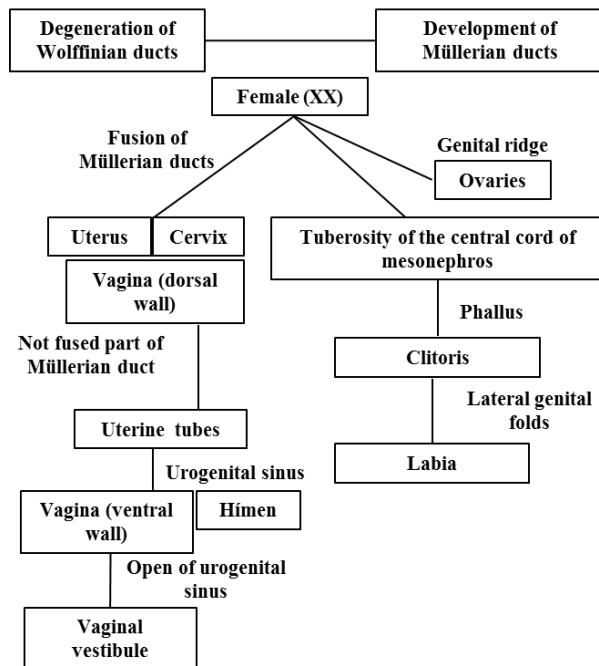 Degeneration of
Wolffinian ducts
Development of
Müllerian ducts
Female (XX)
Fusion of
Müllerian ducts
Genital ridge
Ovaries
Uterus
Cervix
Tuberosity of the central cord of
mesonephros
Vagina (dorsal
wall)
Phallus
Not fused part of
Müllerian duct
Clitoris
Lateral genital
folds
Uterine tubes
Labia
Urogenital sinus
Vagina (ventral
wall)
Hímen
Open of urogenital
sinus
Vaginal
vestibule